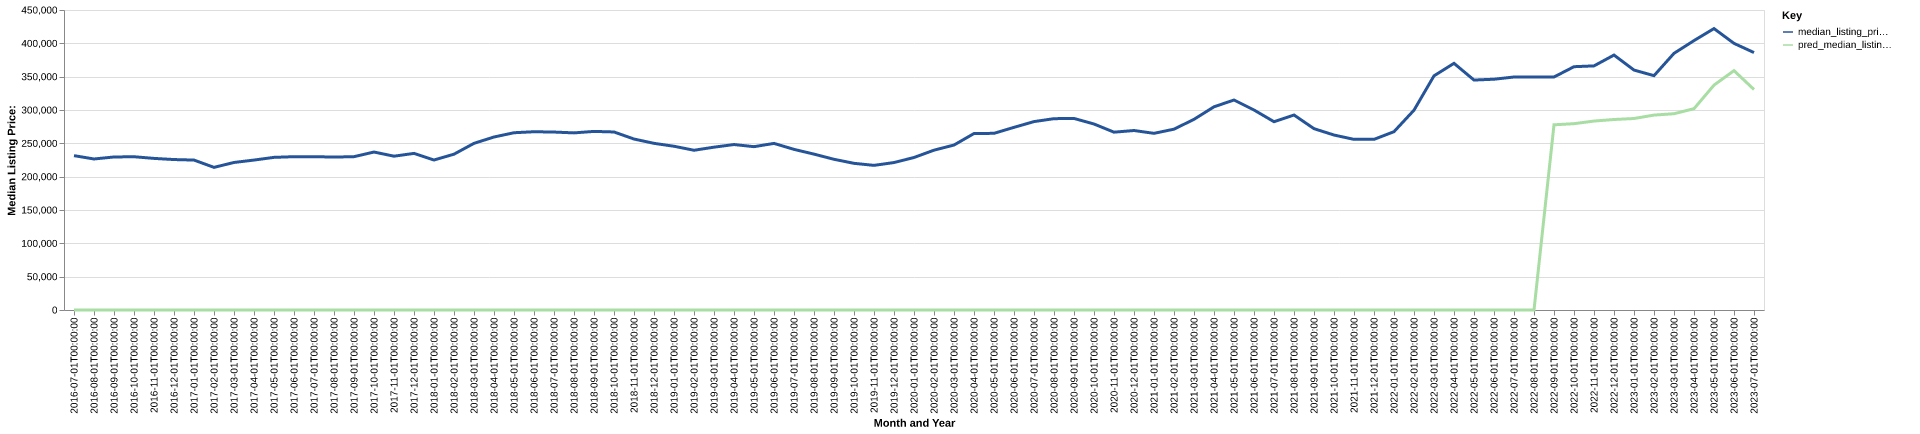 450,000
400,000
350,000
300,000
250,000
200,000
150,000
100,000
50,000
0
Median Listing Price:
2016-07-01T00:00:00
2016-08-01T00:00:00
2016-09-01T00:00:00
2016-10-01T00:00:00
2016-11-01T00:00:00
2016-12-01T00:00:00
2017-01-01T00:00:00
2017-02-01T00:00:00
2017-03-01T00:00:00
2017-04-01T00:00:00
2017-05-01T00:00:00
2017-06-01T00:00:00
2017-07-01T00:00:00
2017-08-01T00:00:00
2017-09-01T00:00:00
2017-10-01T00:00:00
2017-11-01T00:00:00
2017-12-01T00:00:00
2018-01-01T00:00:00
2018-02-01T00:00:00
2018-03-01T00:00:00
2018-04-01T00:00:00
2018-05-01T00:00:00
2018-06-01T00:00:00
2018-07-01T00:00:00
2018-08-01T00:00:00
2018-09-01T00:00:00
2018-10-01T00:00:00
2018-11-01T00:00:00
2018-12-01T00:00:00
2019-01-01T00:00:00
2019-02-01T00:00:00
2019-03-01T00:00:00
2019-04-01T00:00:00
2019-05-01T00:00:00
2019-06-01T00:00:00
2019-07-01T00:00:00
2019-08-01T00:00:00
2019-09-01T00:00:00
2019-10-01T00:00:00
2019-11-01T00:00:00
2019-12-01T00:00:00
2020-01-01T00:00:00
2020-02-01T00:00:00
2020-03-01T00:00:00
2020-04-01T00:00:00
2020-05-01T00:00:00
2020-06-01T00:00:00
2020-07-01T00:00:00
2020-08-01T00:00:00
2020-09-01T00:00:00
2020-10-01T00:00:00
2020-11-01T00:00:00
2020-12-01T00:00:00
2021-01-01T00:00:00
2021-02-01T00:00:00
2021-03-01T00:00:00
2021-04-01T00:00:00
2021-05-01T00:00:00
2021-06-01T00:00:00
2021-07-01T00:00:00
2021-08-01T00:00:00
2021-09-01T00:00:00
2021-10-01T00:00:00
2021-11-01T00:00:00
2021-12-01T00:00:00
2022-01-01T00:00:00
2022-02-01T00:00:00
2022-03-01T00:00:00
2022-04-01T00:00:00
2022-05-01T00:00:00
2022-06-01T00:00:00
2022-07-01T00:00:00
2022-08-01T00:00:00
2022-09-01T00:00:00
2022-10-01T00:00:00
2022-11-01T00:00:00
2022-12-01T00:00:00
2023-01-01T00:00:00
2023-02-01T00:00:00
2023-03-01T00:00:00
2023-04-01T00:00:00
2023-05-01T00:00:00
2023-06-01T00:00:00
2023-07-01T00:00:00
Month and Year
Key
median_listing_pri…
pred_median_listin…